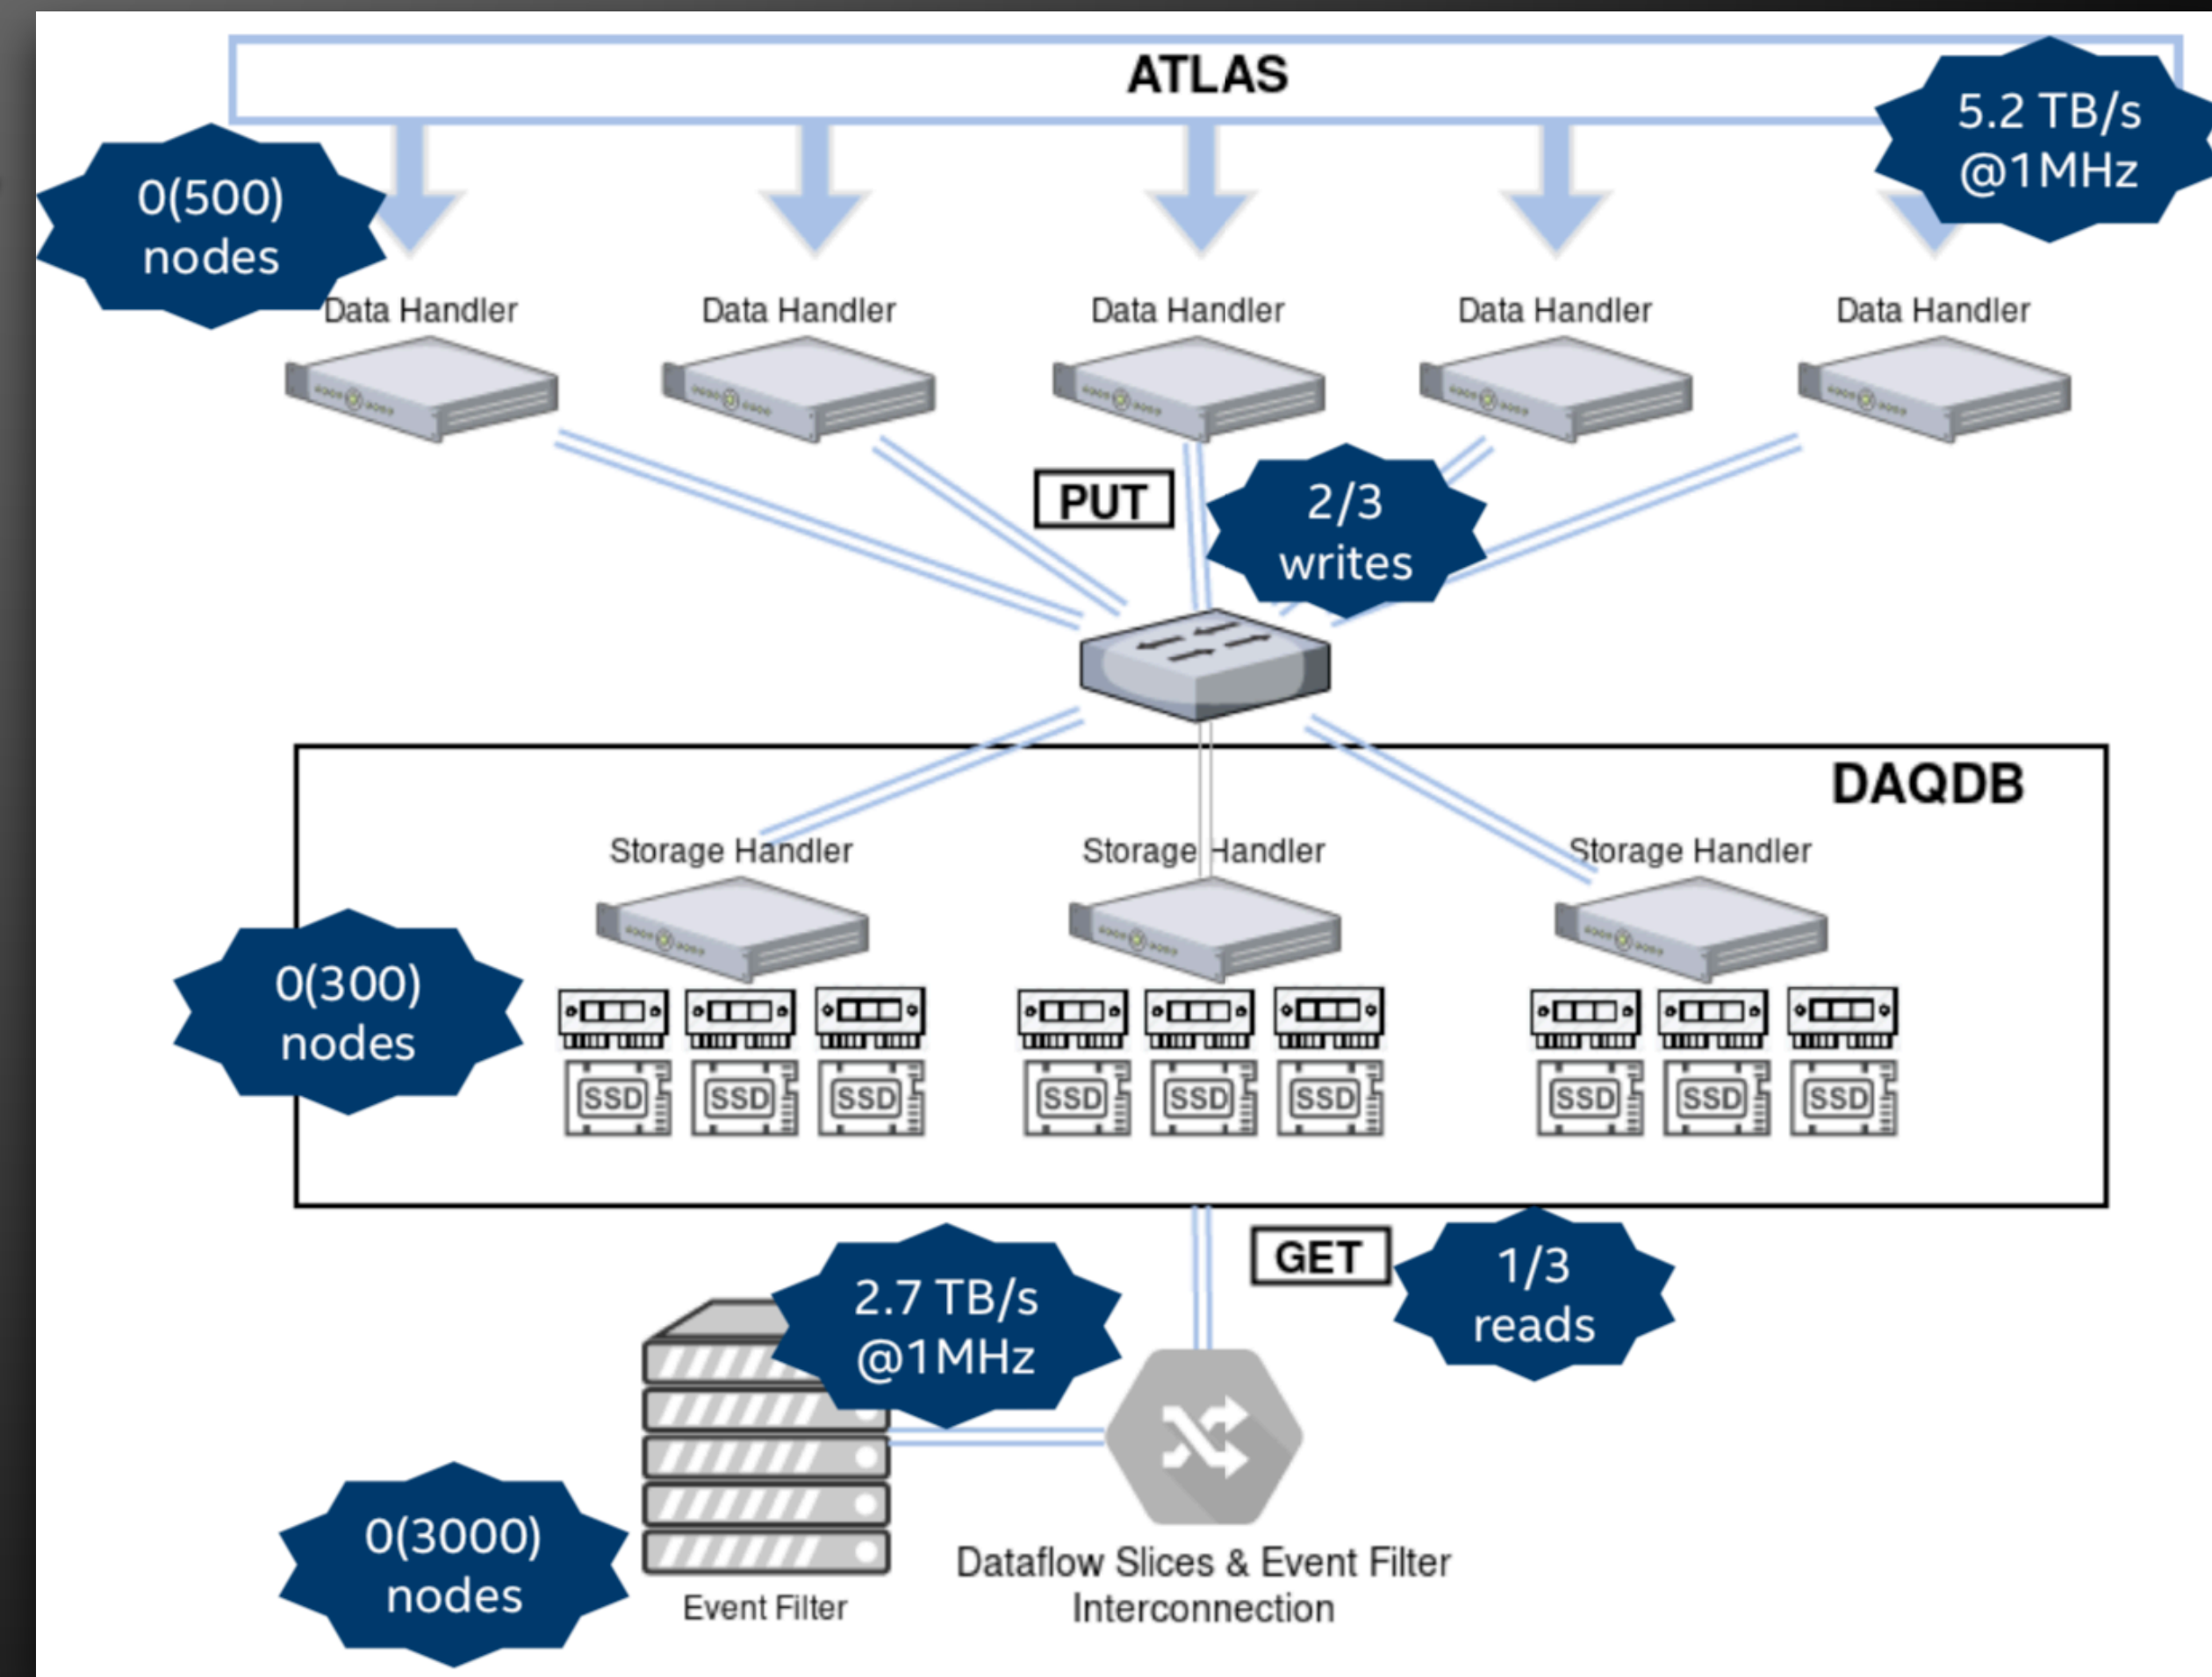 ATLAS
5.2 TB/s
@1MHz
0(500)
nodes
Data Handler
Data Handler
Data Handler
Data Handler
Data Handler
PUT
2/3
writes
DAQDB
Storage Handler
Storage Handler
Storage Handler
0(300)
nodes
SSD
SSD
SSD
SSD
SSD
SSD
SSD
SSD
SSD
GET
1/3
reads
2.7 TB/s
@1MHz
0(3000)
nodes
Event Filter
Dataflow Slices & Event Filter
Interconnection